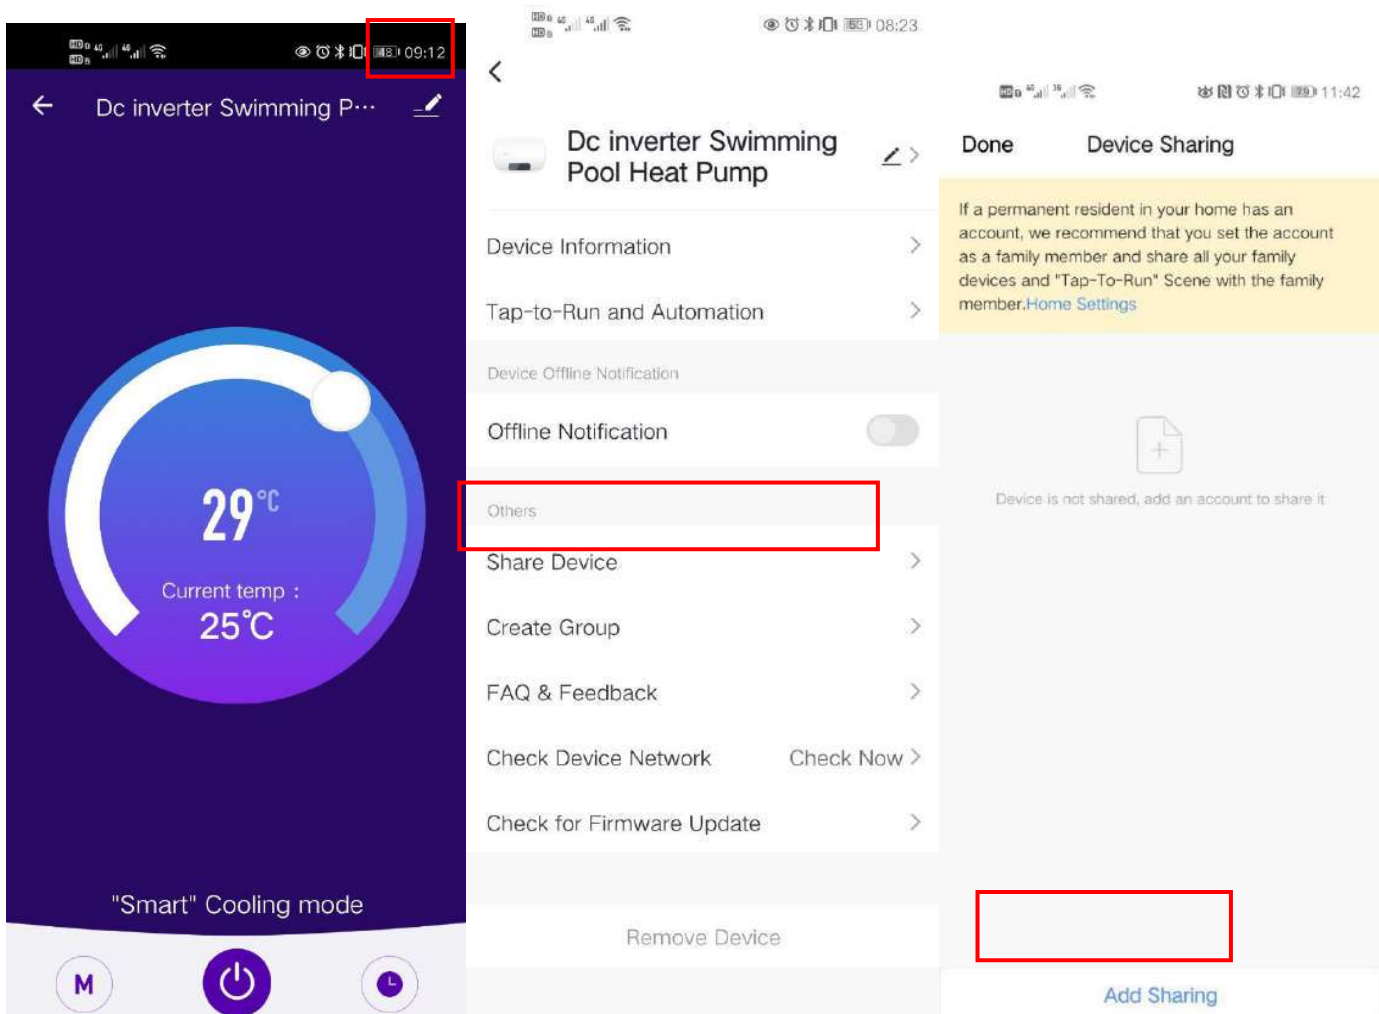 09:12
Dc inverter Swimming P···
29°C
Current temp :
25°C
"Smart" Cooling mode
M
08:23
Dc inverter Swimming
Pool Heat Pump
Device Information
Tap-to-Run and Automation
Device Offline Notification
Offline Notification
Others
Share Device
Create Group
FAQ & Feedback
Check Device Network Check Now
Check for Firmware Update
Remove Device
11:42
Done Device Sharing
If a permanent resident in your home has an
account, we recommend that you set the account
as a family member and share all your family
devices and "Tap-To-Run" Scene with the family
member.Home Settings
Device is not shared, add an account to share it
Add Sharing